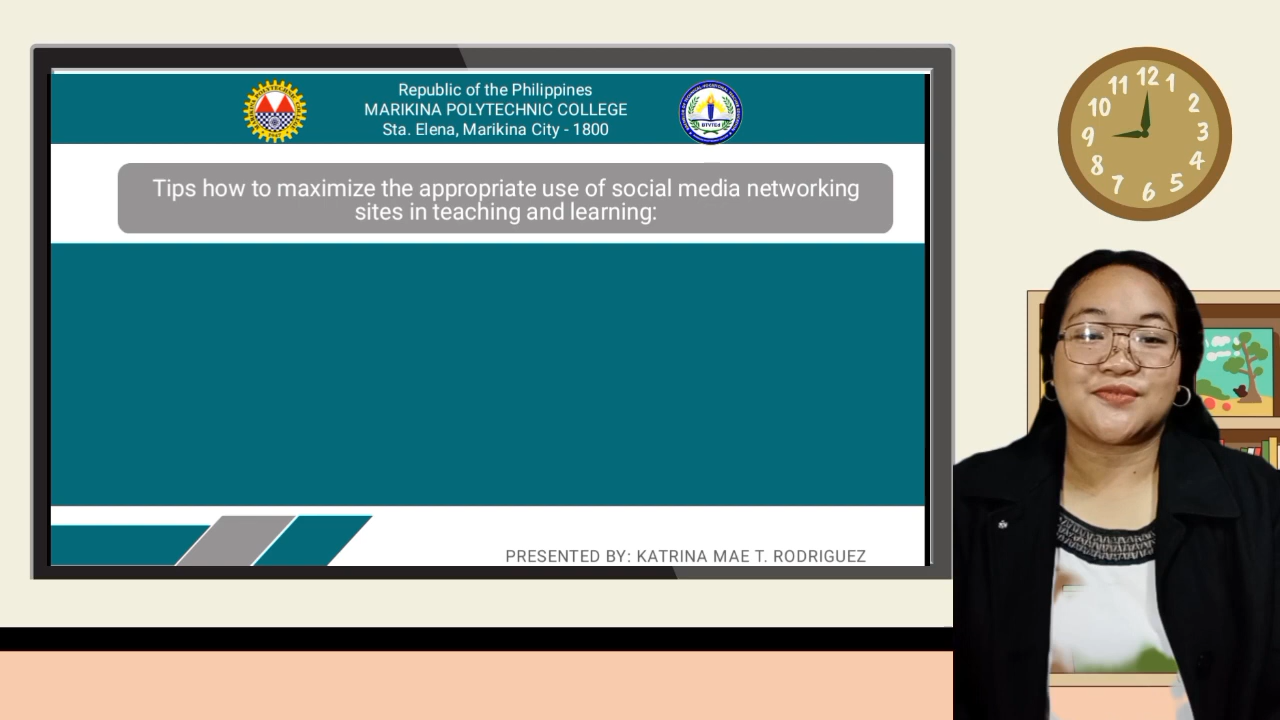 Republic of the Philippines
MARIKINA POLYTECHNIC COLLEGE
Sta. Elena, Marikina City - 1800
Tips how to maximize the appropriate use of social media networking
sites in teaching and learning:
PRESENTED BY: KATRINA MAE T. RODRIGUEZ
12
1
2
3
4
5
6
7
8
9
10
11
BTVTEd